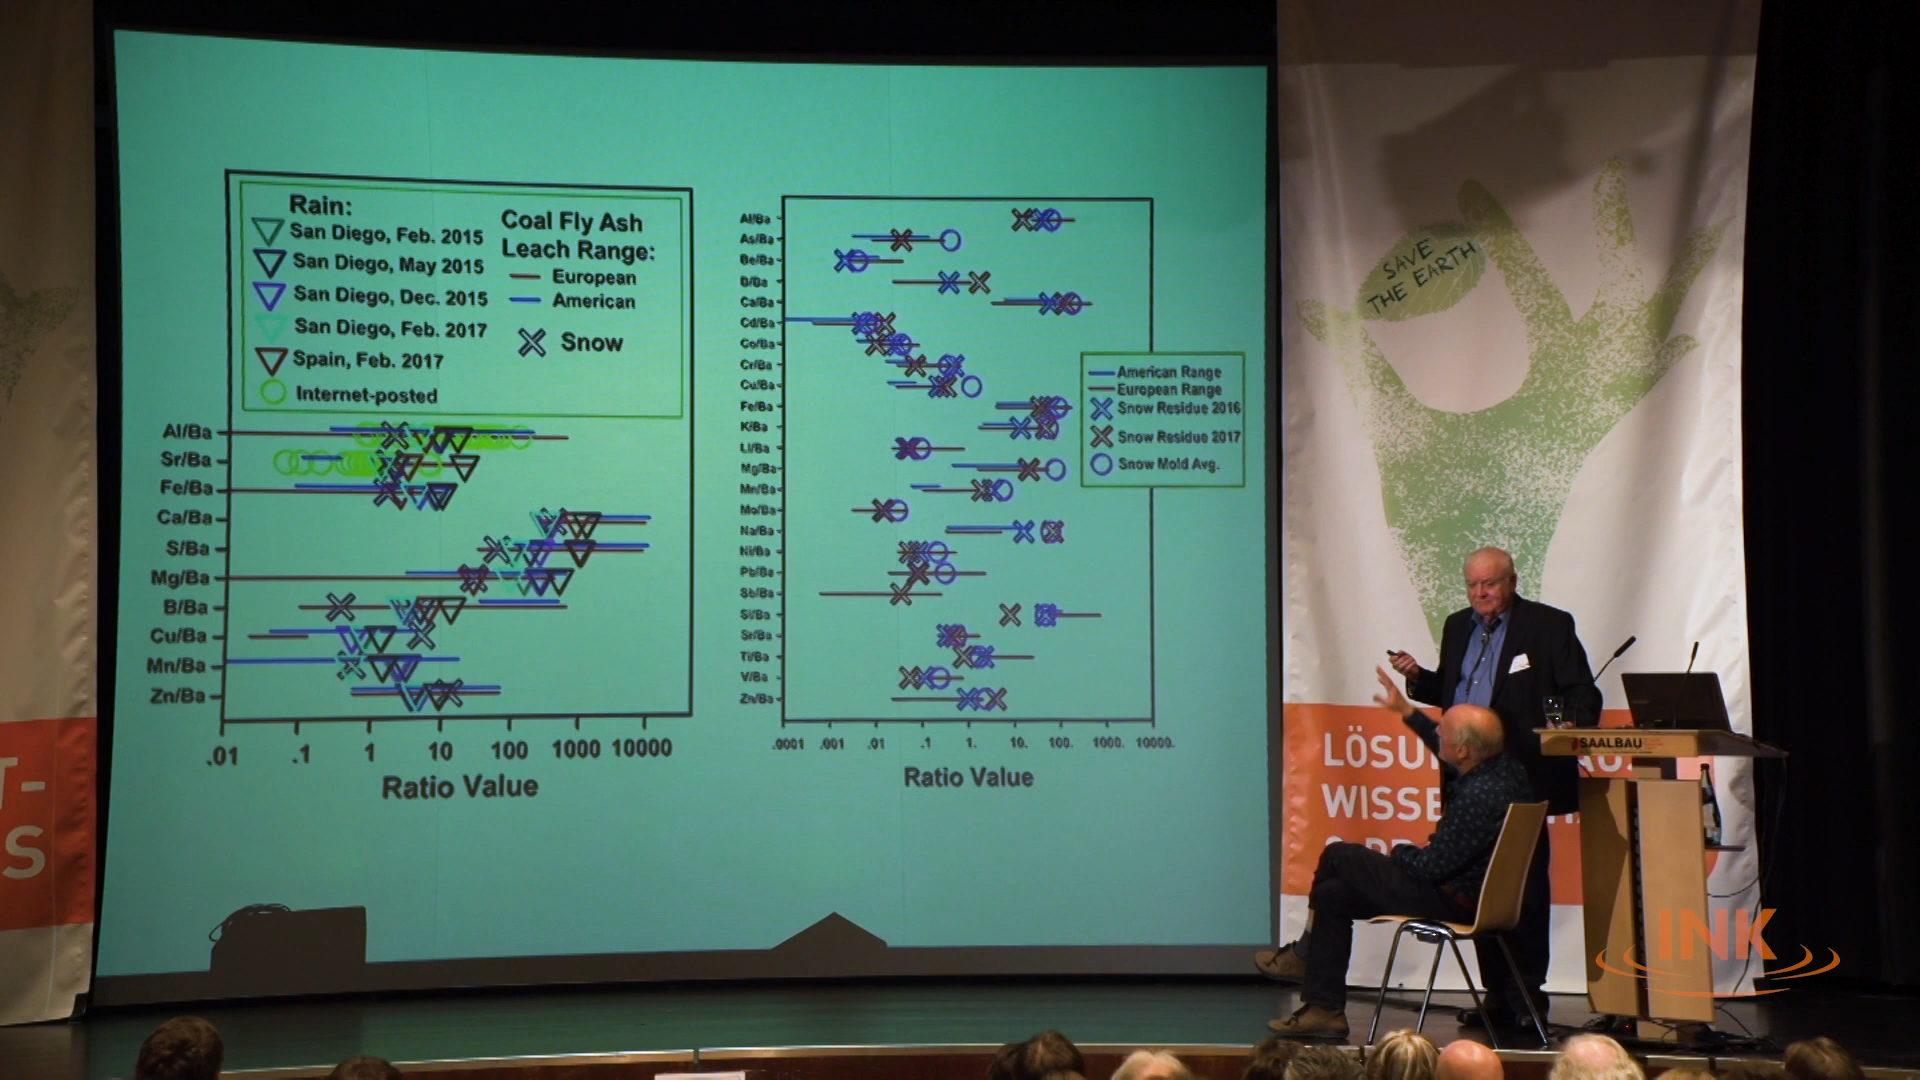 Rain:
San Diego, Feb. 2015
San Diego, May 2015
San Diego, Dec. 2015
San Diego, Feb. 2017
Spain, Feb. 2017
Internet-posted
Coal Fly Ash
Leach Range:
European
American
Snow
Al/Ba
Sr/Ba
Fe/Ba
Ca/Ba
S/Ba
Mg/Ba
B/Ba
Cu/Ba
Mn/Ba
Zn/Ba
.01 .1 1 10 100 1000 10000
Ratio Value
Al/Ba
As/Ba
Be/Ba
B/Ba
Ca/Ba
Cd/Ba
Co/Ba
Cr/Ba
Cu/Ba
Fe/Ba
K/Ba
Li/Ba
Mg/Ba
Mn/Ba
Mo/Ba
Na/Ba
Ni/Ba
Pb/Ba
Sb/Ba
Si/Ba
Sr/Ba
Ti/Ba
V/Ba
Zn/Ba
American Range
European Range
Snow Residue 2016
Snow Residue 2017
Snow Mold Avg.
.0001 .001 .01 .1 1. 10. 100. 1000. 10000.
Ratio Value
SAVE
THE EARTH
LÖSU
WISSE
SAALBAU
T-
S
INK